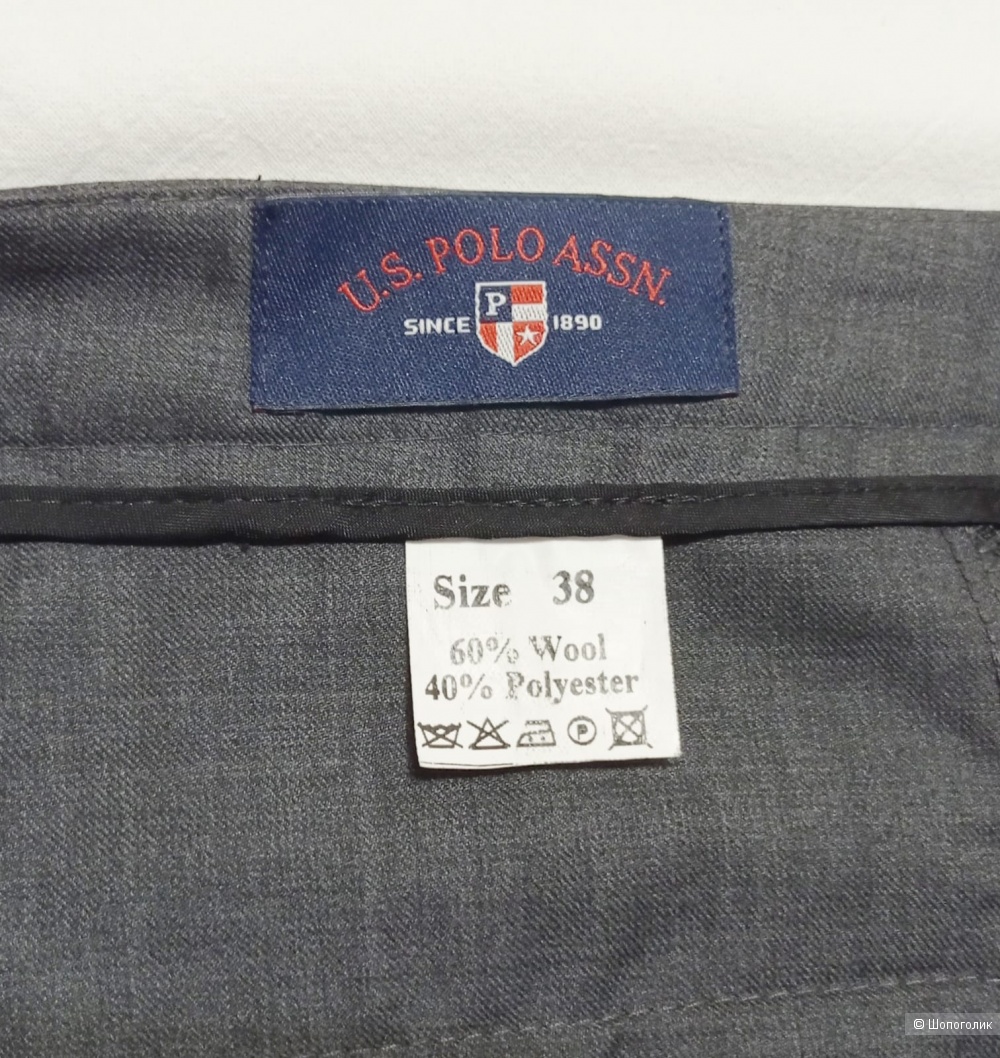 U.S. POLO ASSN.
SINCE P 1890
Size 38
60% Wool
40% Polyester
P
© Шопоголик